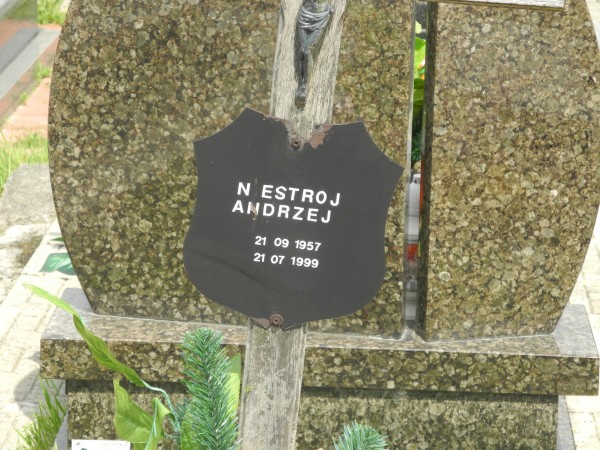 N ESTROJ
ANDRZEJ
21 09 1957
21 07 1999